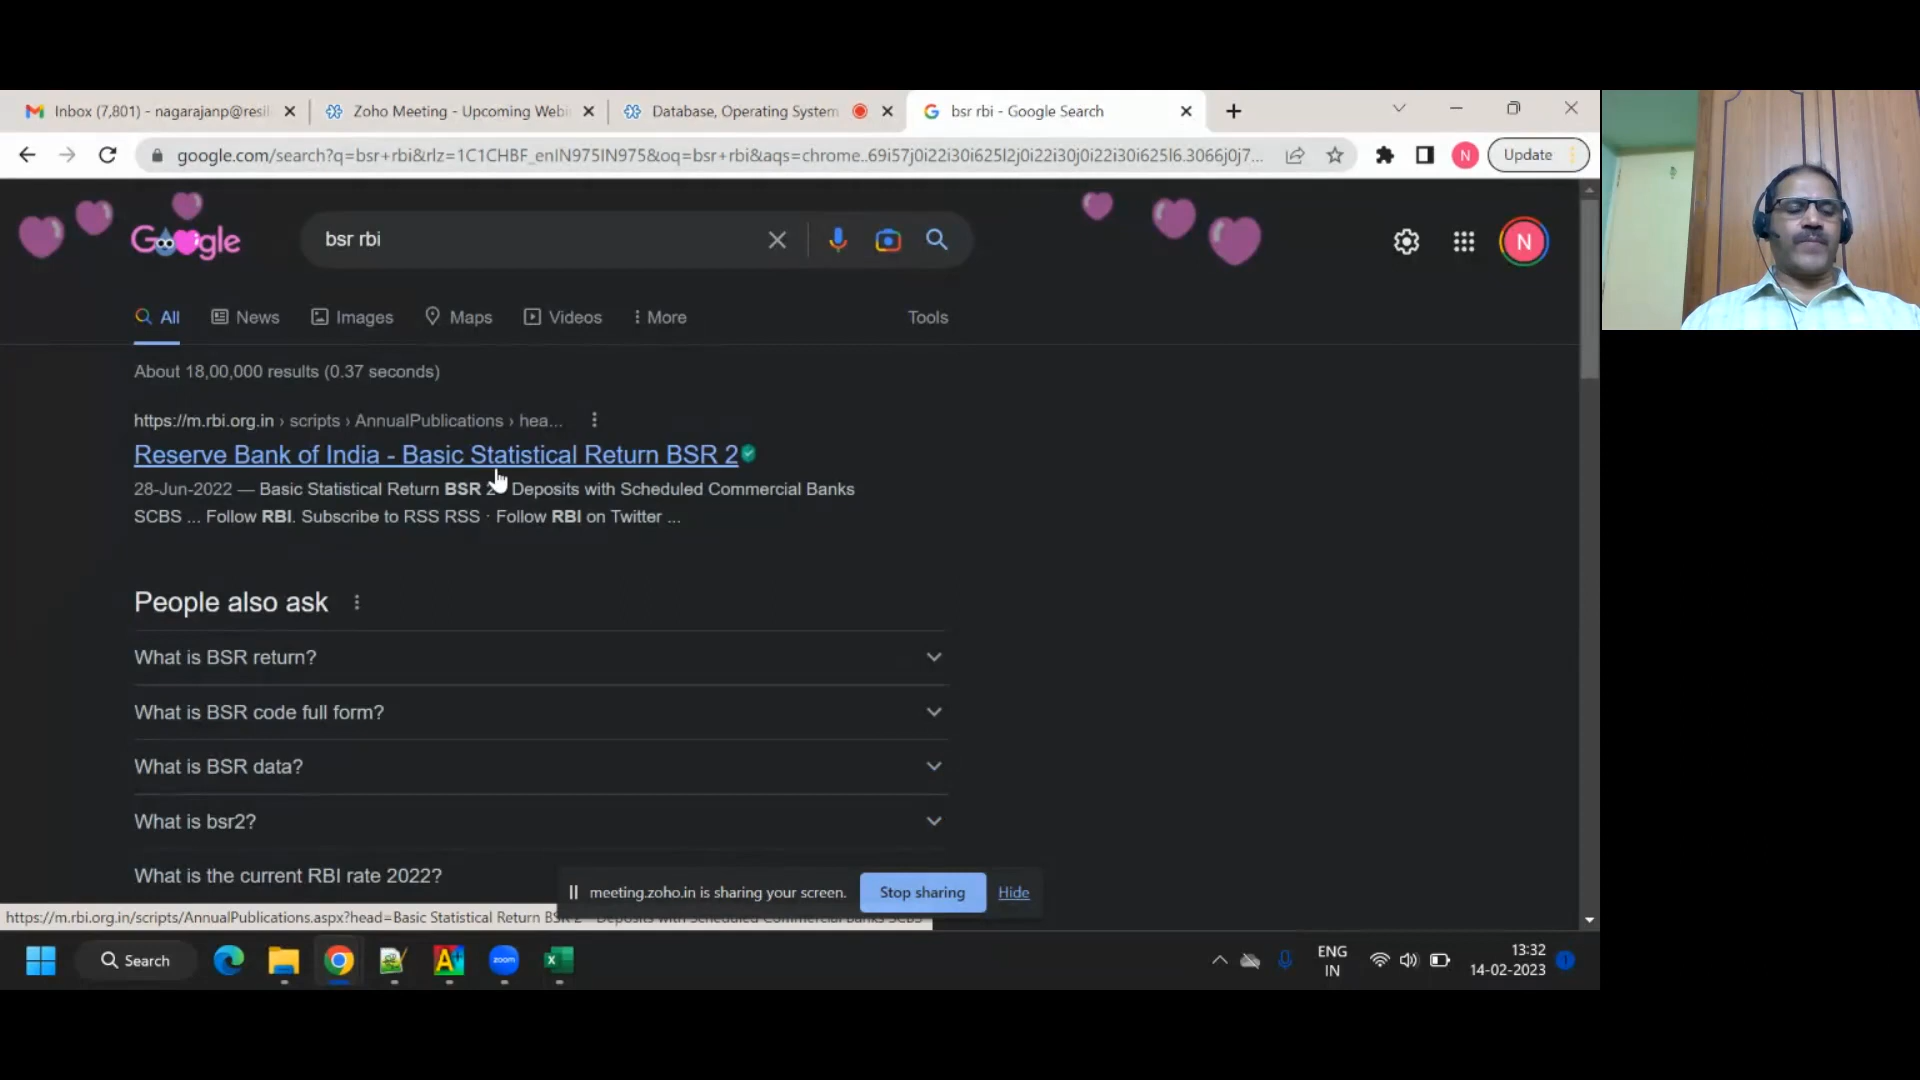 Inbox (7,801) - nagarajanp@resil
Zoho Meeting - Upcoming Webi
Database, Operating System
bsr rbi - Google Search
google.com/search?q=bsr+rbi&rlz=1C1CHBF_enIN975IN975&oq=bsr+rbi&aqs=chrome..69i57j0i22i30i625l2j0i22i30j0i22i30i625l6.3066j0j7...
N
Update
Google
bsr rbi
N
All
News
Images
Maps
Videos
More
Tools
About 18,00,000 results (0.37 seconds)
https://m.rbi.org.in › scripts › AnnualPublications › hea...
Reserve Bank of India - Basic Statistical Return BSR 2
28-Jun-2022 — Basic Statistical Return BSR 2 Deposits with Scheduled Commercial Banks
SCBS ... Follow RBI. Subscribe to RSS RSS · Follow RBI on Twitter ...
People also ask
What is BSR return?
What is BSR code full form?
What is BSR data?
What is bsr2?
What is the current RBI rate 2022?
meeting.zoho.in is sharing your screen.
Stop sharing
Hide
https://m.rbi.org.in/scripts/AnnualPublications.aspx?head=Basic Statistical Return
Search
zoom
ENG
IN
13:32
14-02-2023